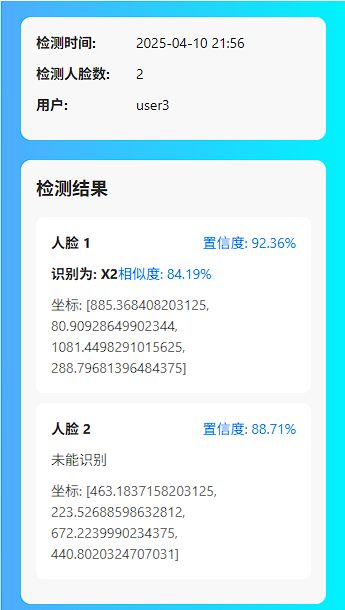 检测时间: 2025-04-10 21:56
检测人脸数: 2
用户: user3
检测结果
人脸 1 置信度: 92.36%
识别为: X2相似度: 84.19%
坐标: [885.368408203125,
80.90928649902344,
1081.4498291015625,
288.79681396484375]
人脸 2 置信度: 88.71%
未能识别
坐标: [463.1837158203125,
223.52688598632812,
672.2239990234375,
440.8020324707031]